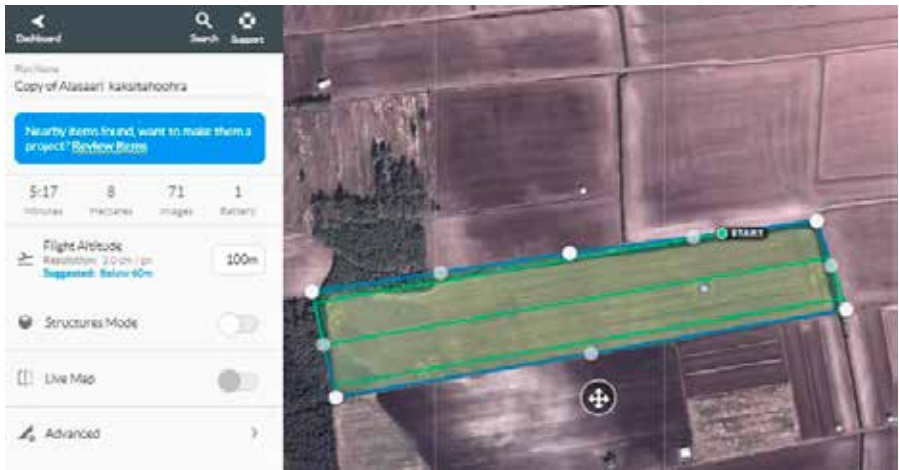 Dashboard
Search
Support
Plan Name
Copy of Alasaari kaksitahoohra
Nearby items found, want to make them a
project? Review Items
5:17
8
71
1
Minutes
Hectares
Images
Battery
Flight Altitude
Resolution: 3.0 cm / px
Suggested: Below 60m
100m
Structures Mode
Live Map
Advanced
START